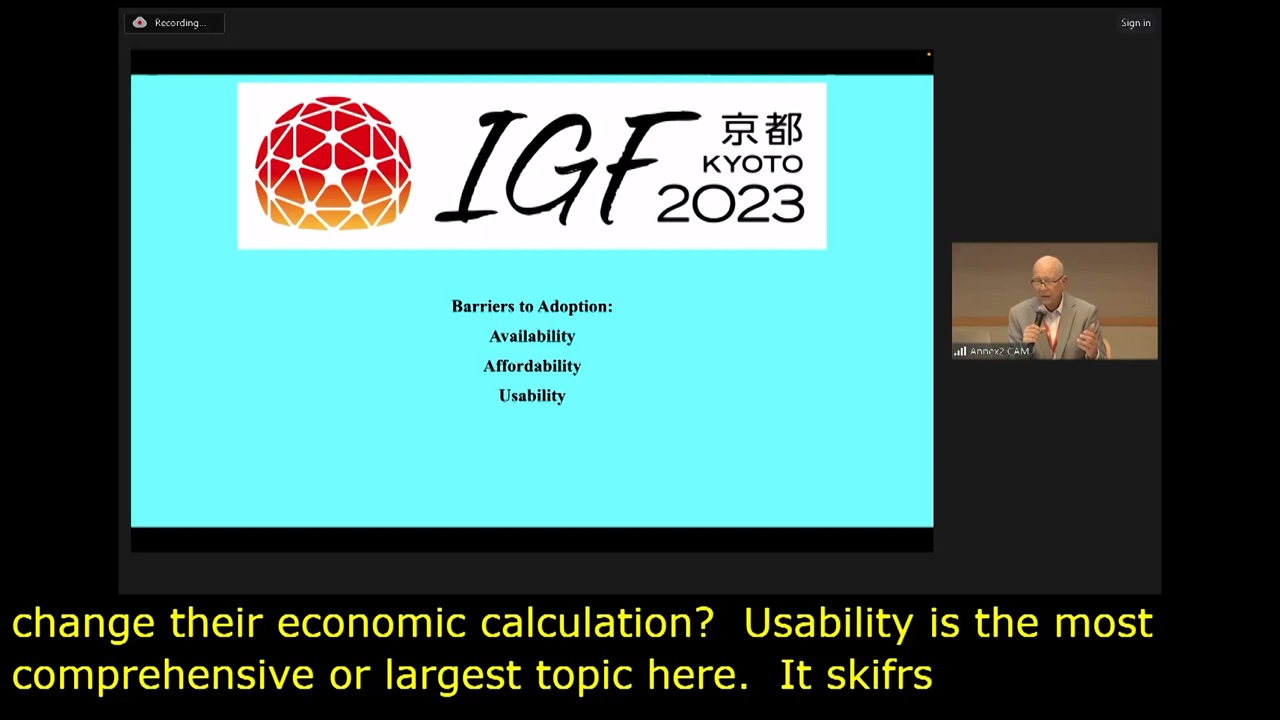 Recording...
Sign in
IGF
京都
KYOTO
2023
Barriers to Adoption:
Availability
Affordability
Usability
Annex2 CAM
change their economic calculation?  Usability is the most
comprehensive or largest topic here.  It skifrs